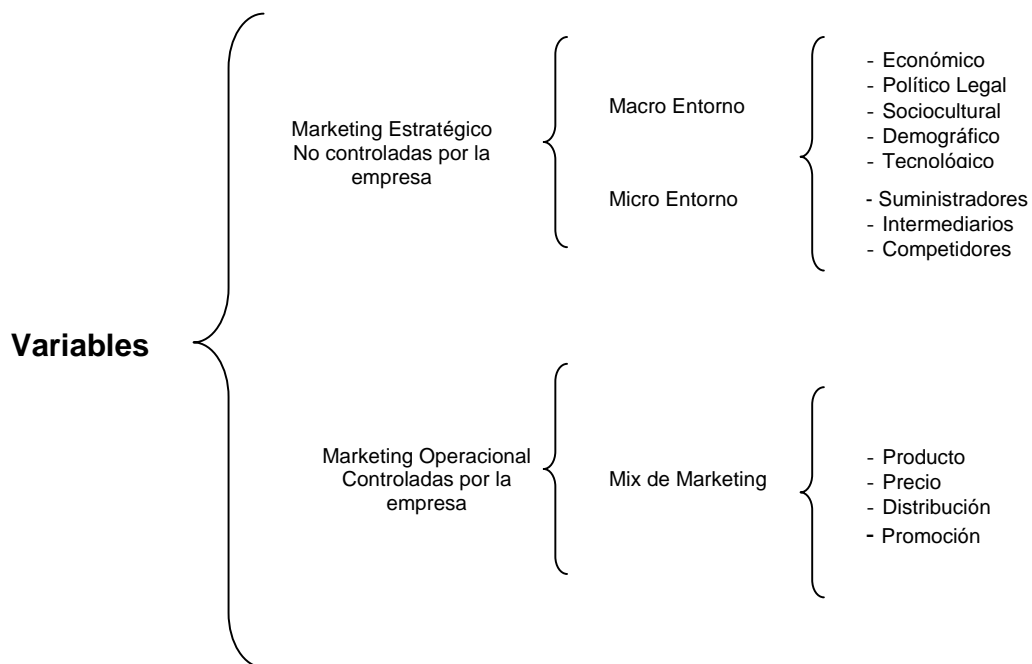 Variables
Marketing Estratégico
No controladas por la
empresa
Macro Entorno
- Económico
- Político Legal
- Sociocultural
- Demográfico
- Tecnológico
Micro Entorno
- Suministradores
- Intermediarios
- Competidores
Marketing Operacional
Controladas por la
empresa
Mix de Marketing
- Producto
- Precio
- Distribución
- Promoción